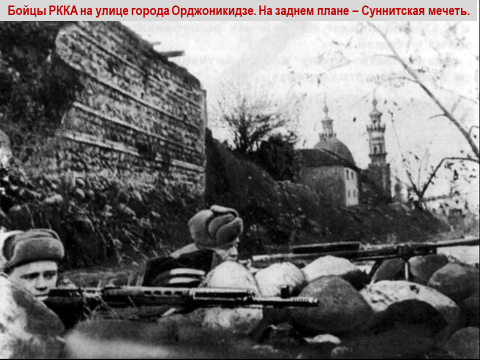 Бойцы РККА на улице города Орджоникидзе. На заднем плане – Суннитская мечеть.